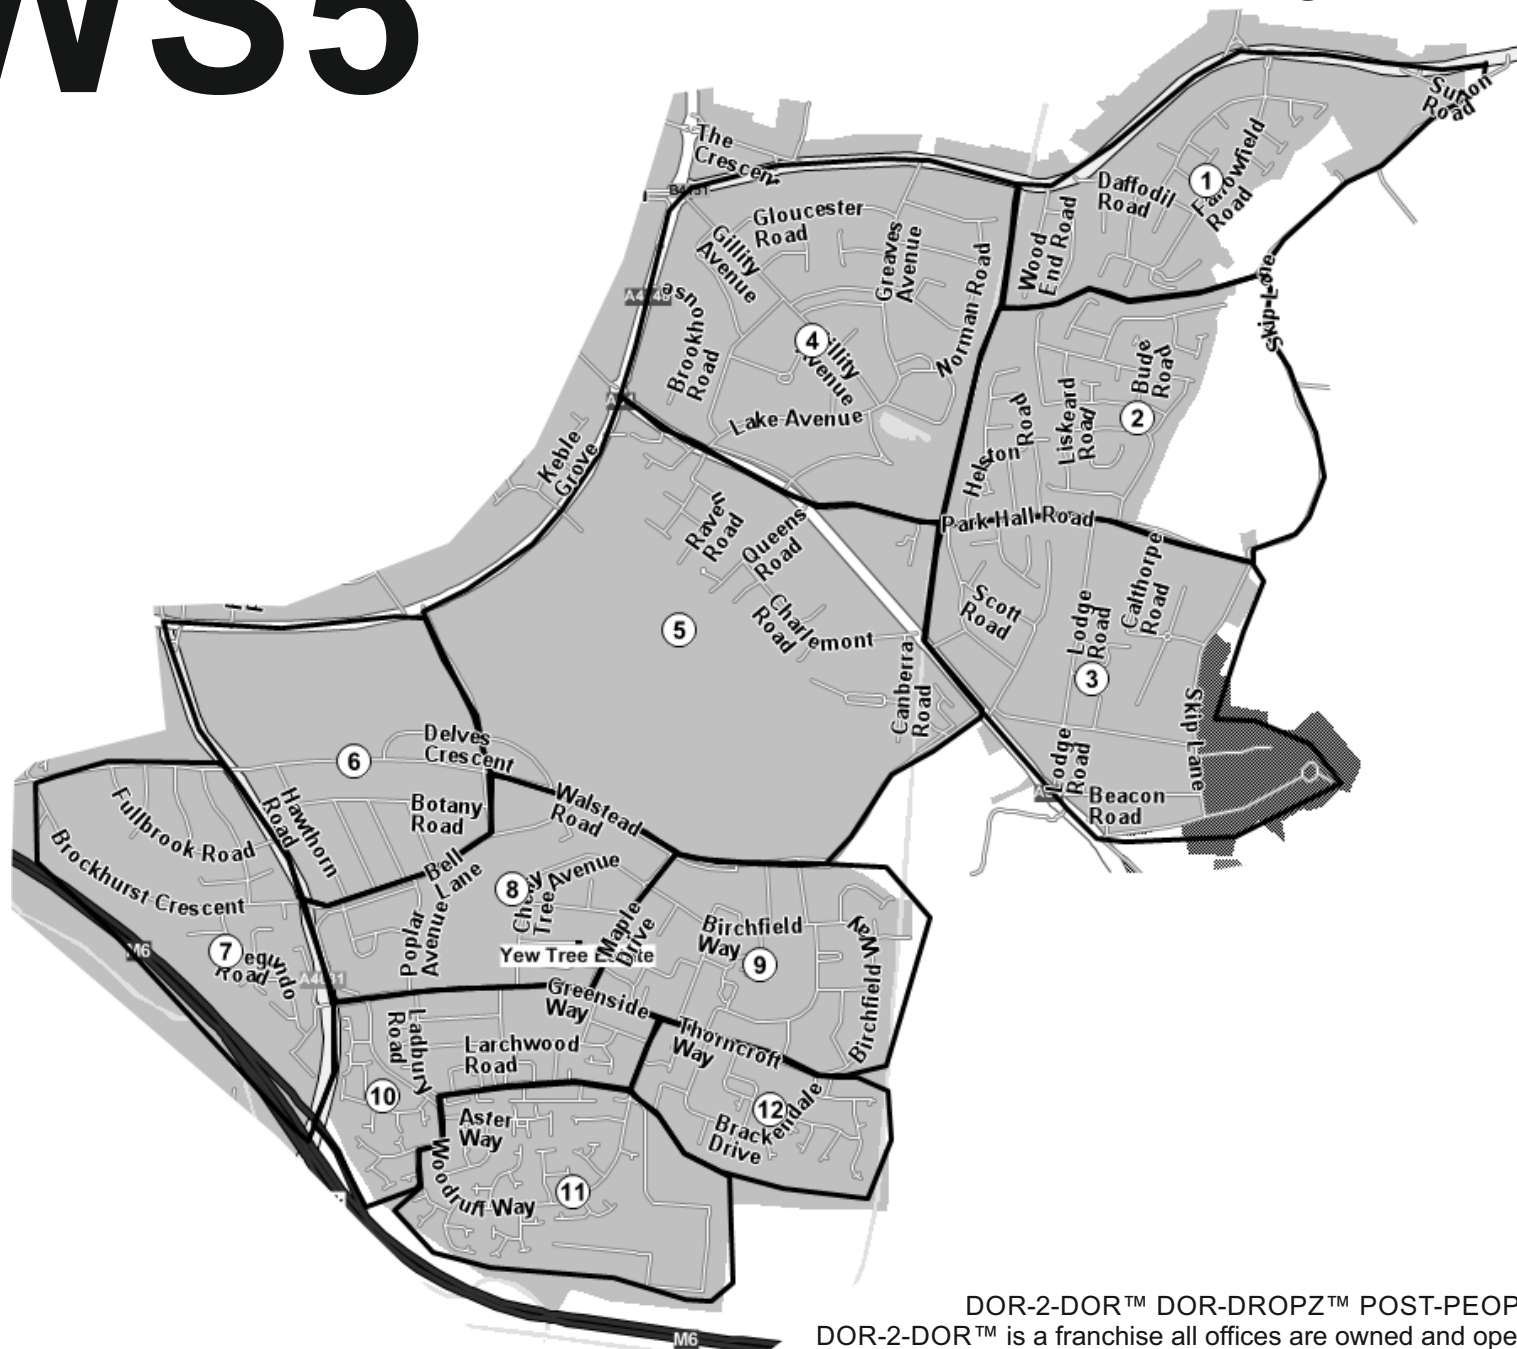 WS5
Sutton
Road
The
Crescent
B4151
1
Farrowfield
Road
Daffodil
Road
Gloucester
Road
Gillity
Avenue
Greaves
Avenue
Wood
End Road
Norman Road
Skip Lane
Brookho
Road
4
Gillity
Avenue
Bude
Road
Liskeard
Road
2
Lake Avenue
Helston Road
Keble
Grove
Park Hall Road
Raven
Road
Queens
Road
Calthorpe
Road
Scott
Road
Lodge
Road
Charlemont
Road
5
3
Canberra
Road
Skip Lane
Delves
Crescent
6
Lodge
Road
Beacon
Road
Botany
Road
Walstead
Road
Hawthorn
Road
Fullbrook Road
Brockhurst Crescent
Bell
Lane
8
Cherry
Tree Avenue
Maple
Drive
Poplar
Avenue
Birchfield
Way
9
Birchfield Way
Yew Tree Estate
7
Road
M6
Greenside
Way
Thorncroft
Way
Ladbury
Road
Larchwood
Road
10
12
Brackendale
Drive
Aster
Way
Woodruff Way
11
M6
DOR-2-DOR™ DOR-DROPZ™ POST-PEOP
DOR-2-DOR™ is a franchise all offices are owned and ope